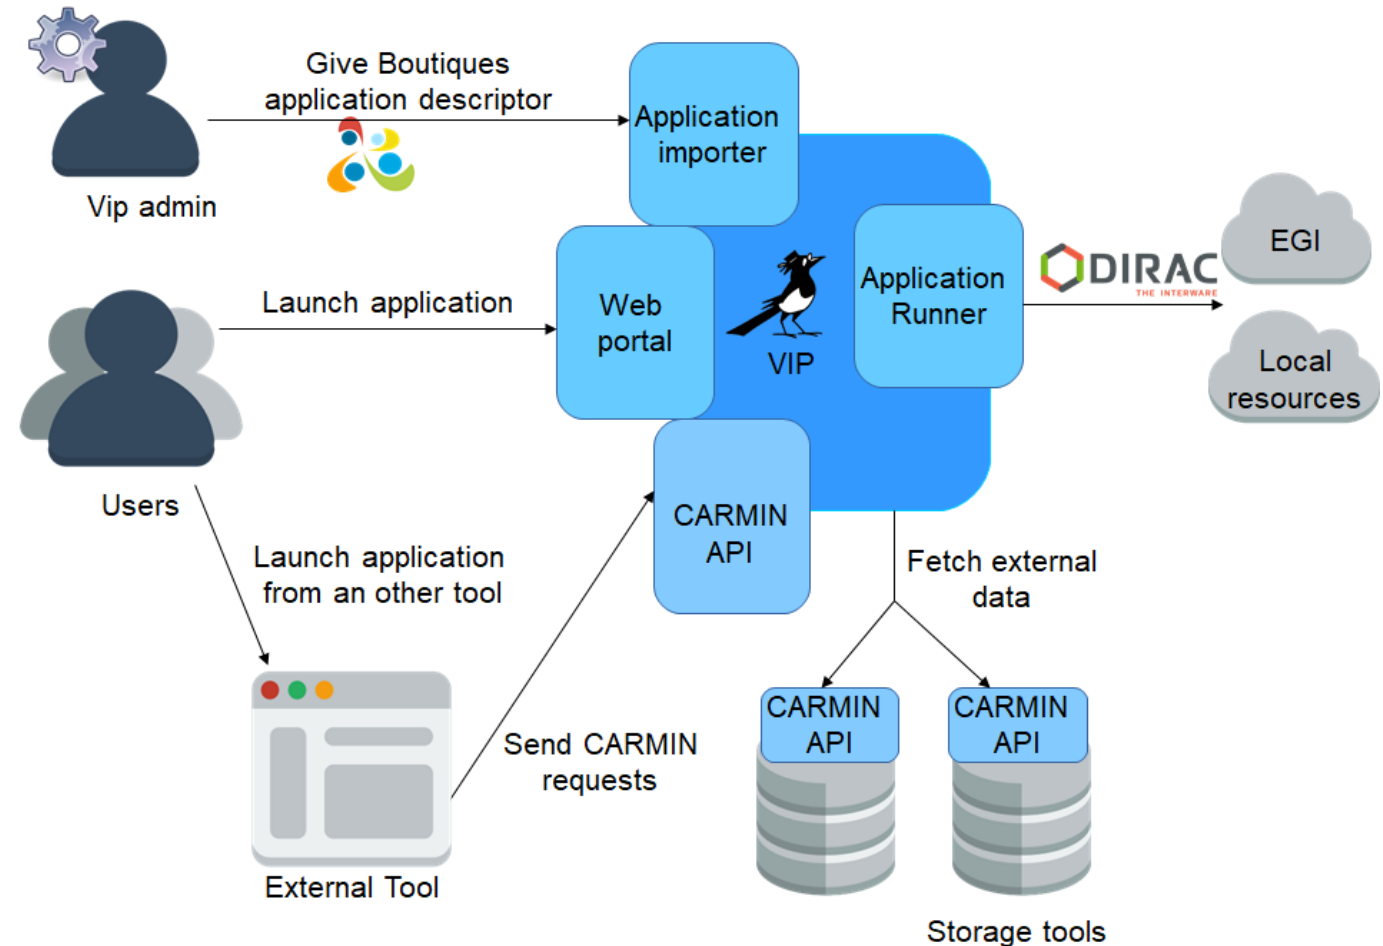 Give Boutiques
application descriptor
Application
importer
Vip admin
EGI
DIRAC
THE INTERWARE
Application
Runner
Launch application
Web
portal
VIP
Local
resources
Users
CARMIN
API
Launch application
from an other tool
Fetch external
data
CARMIN
API
CARMIN
API
Send CARMIN
requests
External Tool
Storage tools